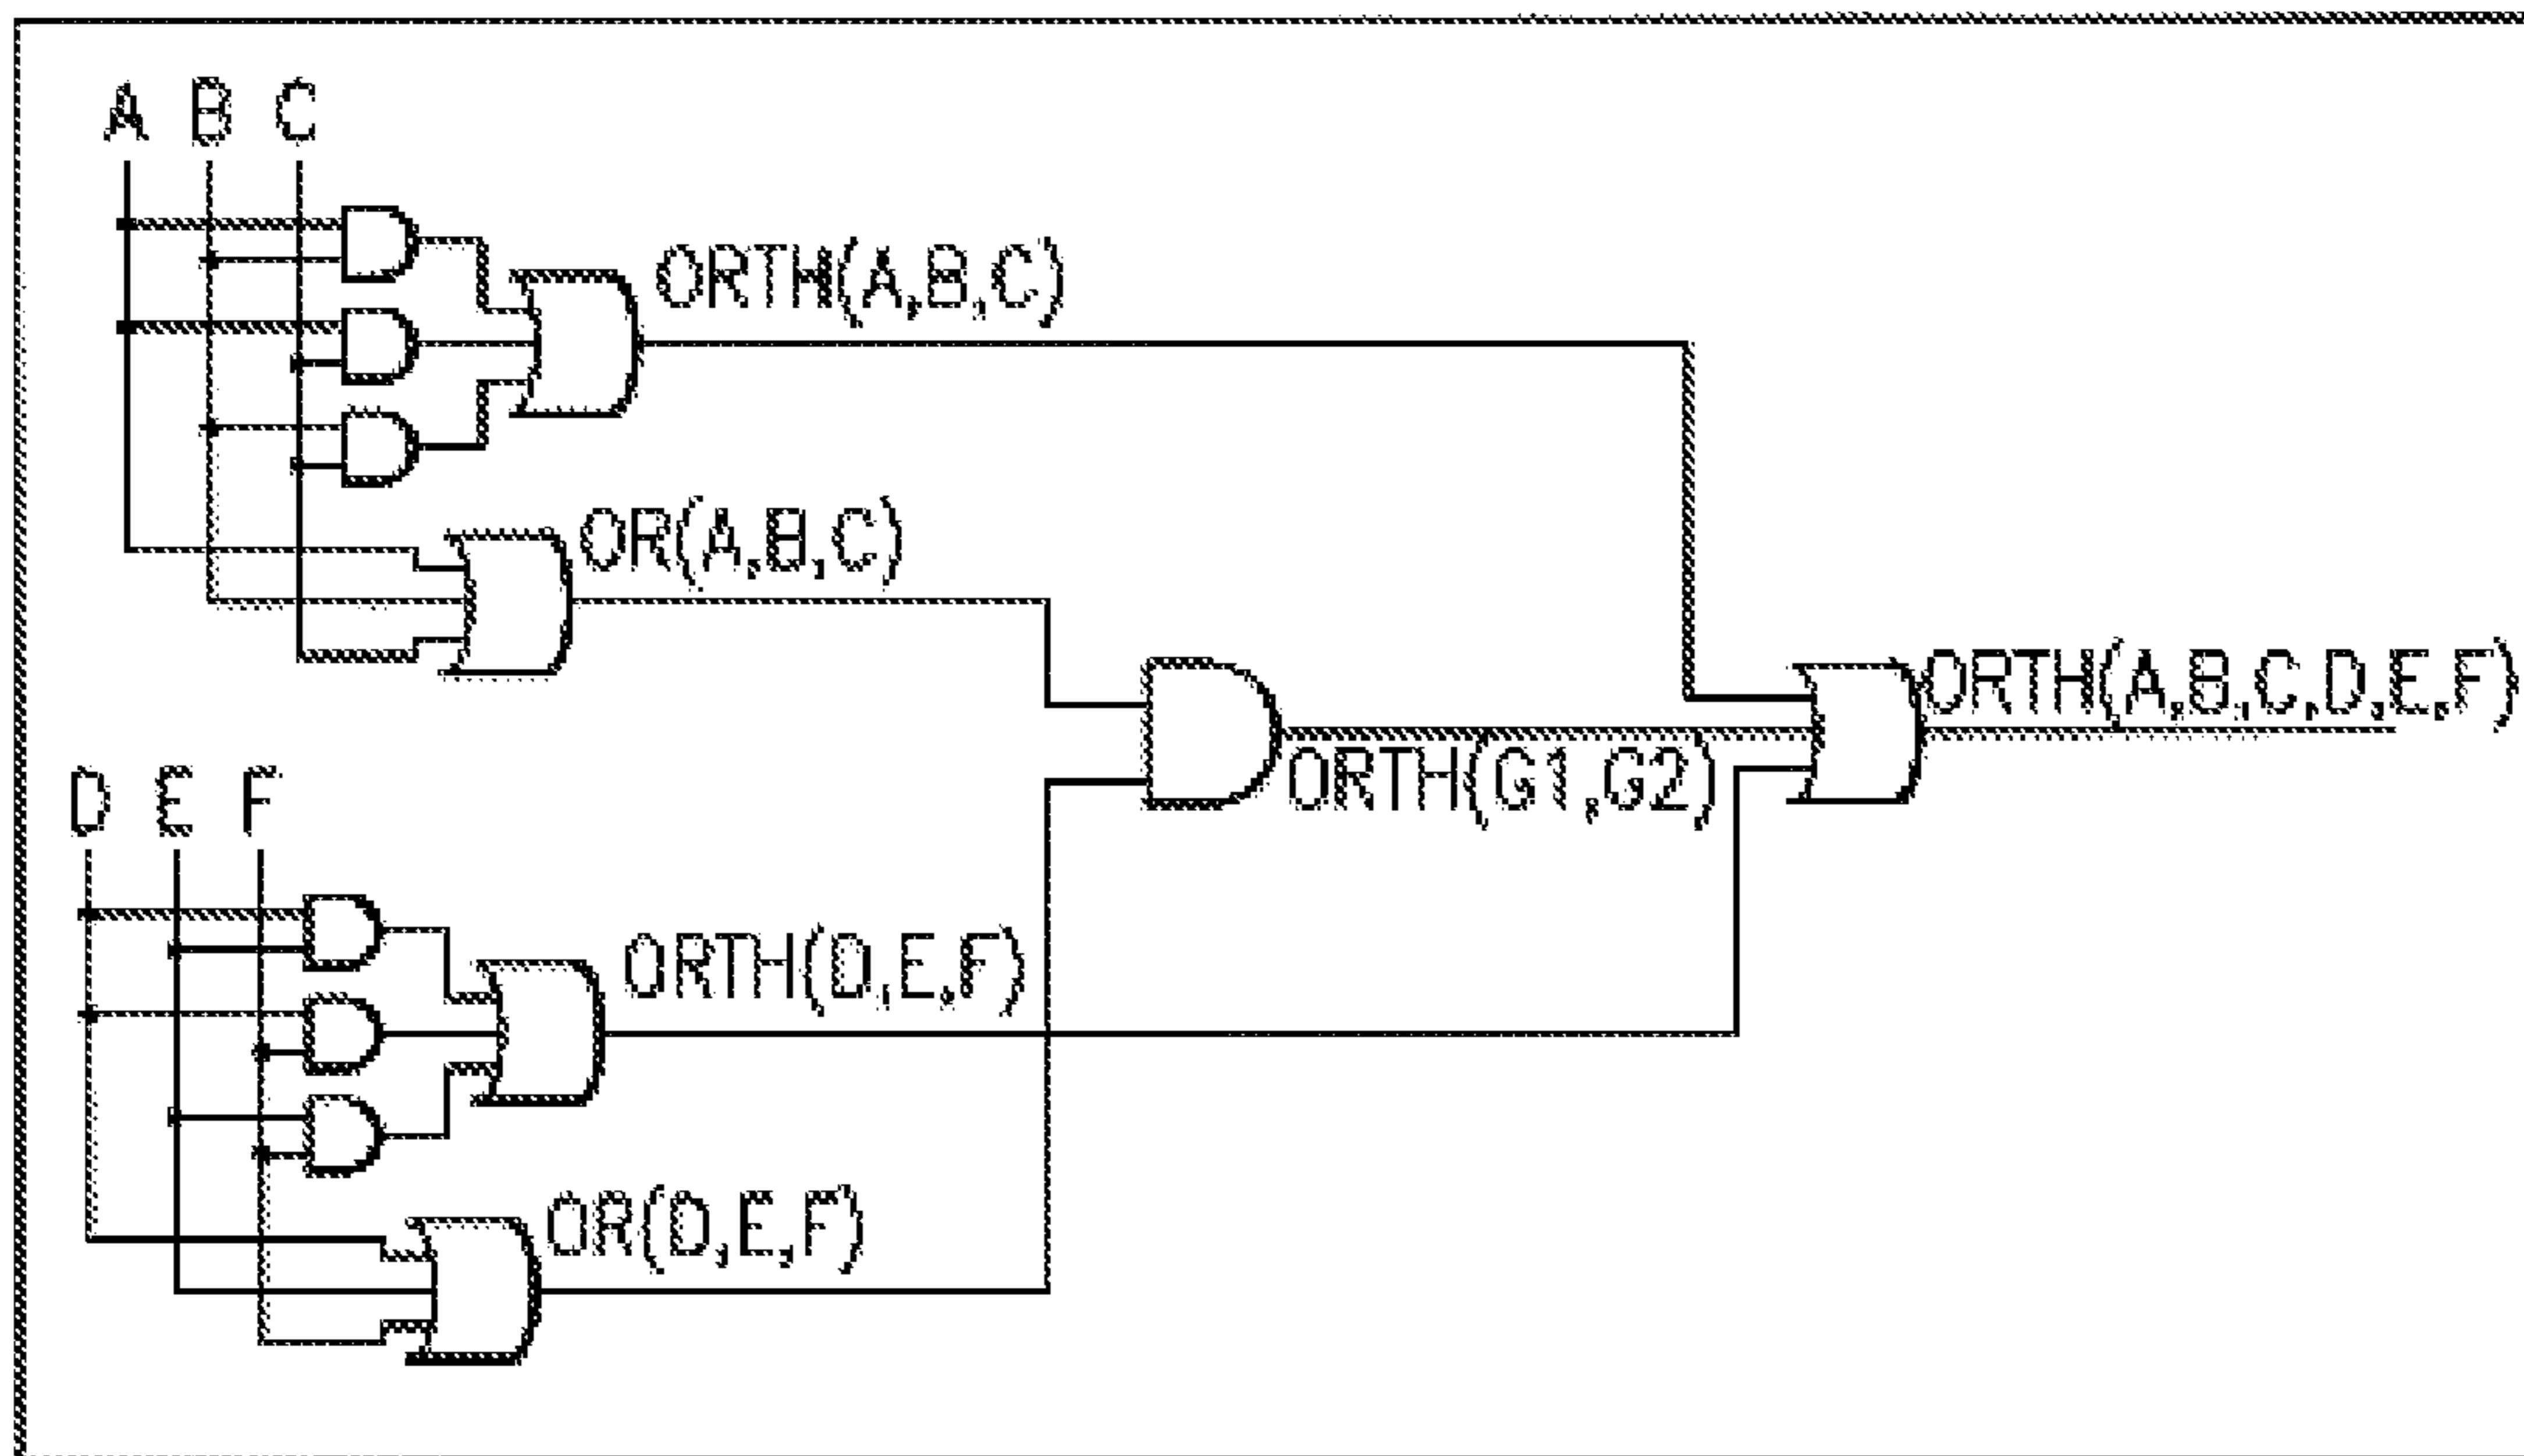 A B C
ORTH(A,B,C)
OR(A,B,C)
ORTH(A,B,C,D,E,F)
ORTH(G1,G2)
D E F
ORTH(D,E,F)
OR(D,E,F)